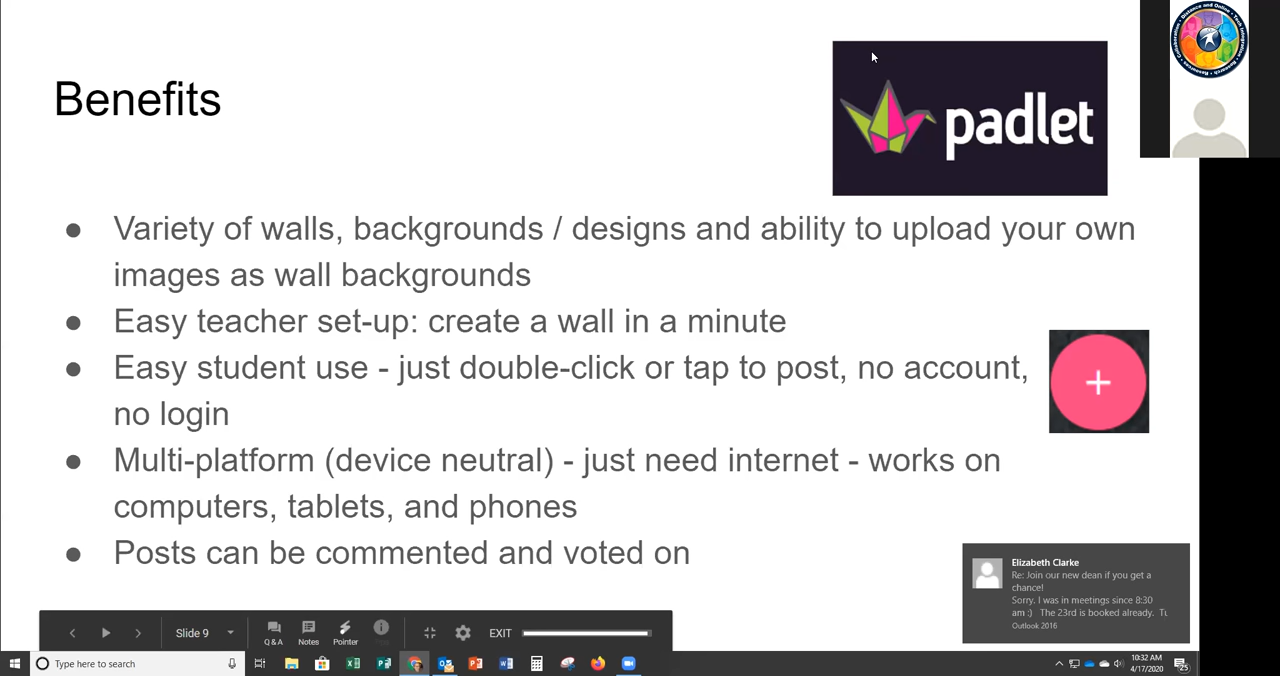 Benefits
padlet
Variety of walls, backgrounds / designs and ability to upload your own
images as wall backgrounds
Easy teacher set-up: create a wall in a minute
Easy student use - just double-click or tap to post, no account,
no login
Multi-platform (device neutral) - just need internet - works on
computers, tablets, and phones
Posts can be commented and voted on
Elizabeth Clarke
Re: Join our new dean if you get a
chance!
Sorry. I was in meetings since 8:30
am :) The 23rd is booked already.
Outlook 2016
Slide 9
Q & A
Notes
Pointer
EXIT
Type here to search
10:32 AM
4/17/2020
25